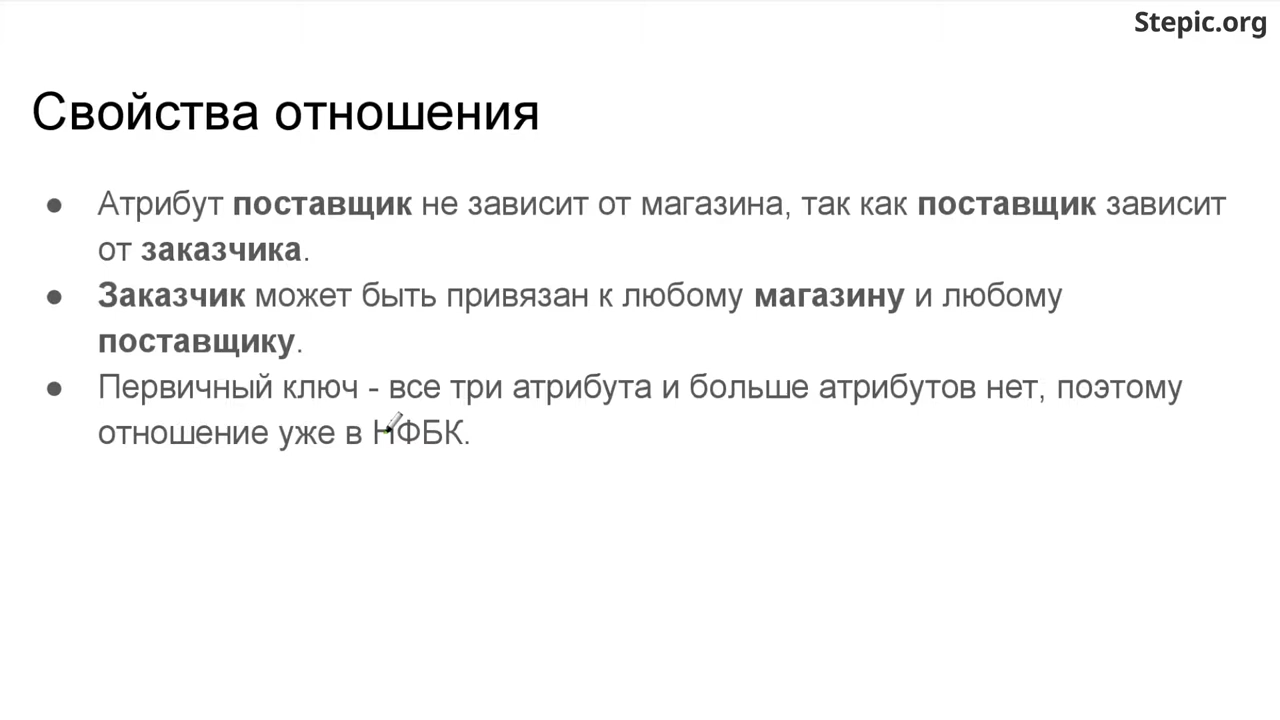 Stepic.org
Свойства отношения
● Атрибут поставщик не зависит от магазина, так как поставщик зависит
от заказчика.
● Заказчик может быть привязан к любому магазину и любому
поставщику.
● Первичный ключ - все три атрибута и больше атрибутов нет, поэтому
отношение уже в НФБК.